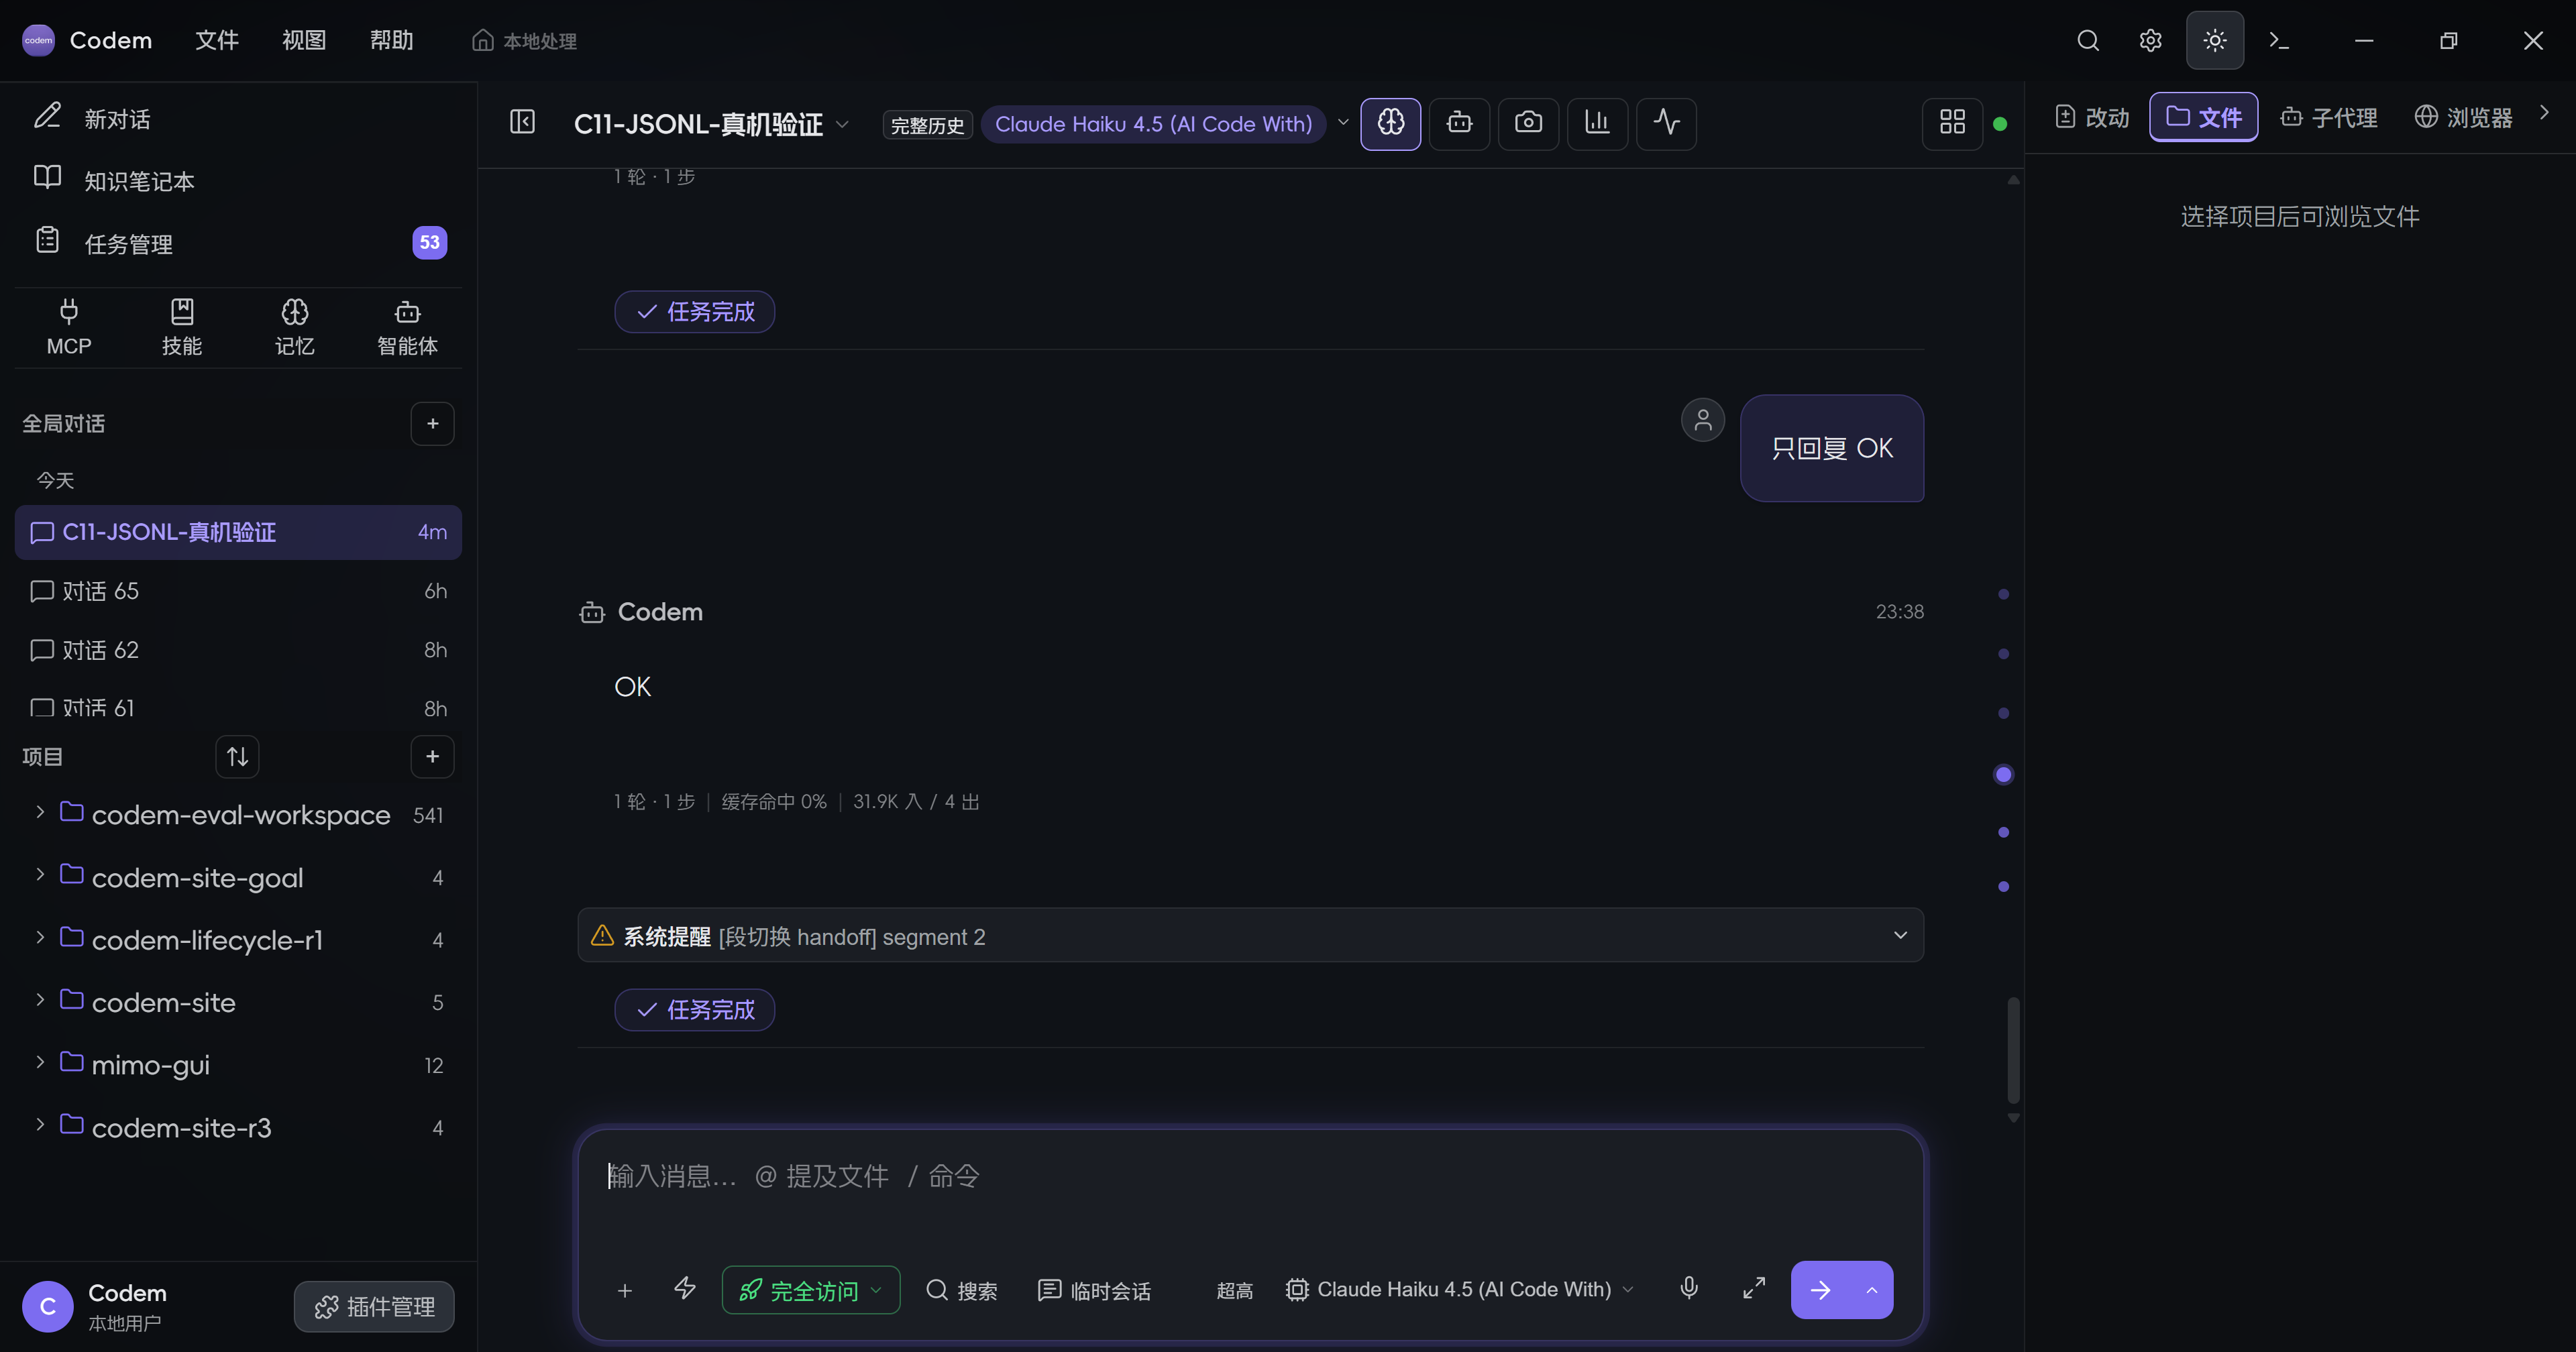 codem Codem 文件 视图 帮助 本地处理
新对话
知识笔记本
任务管理 53
MCP 技能 记忆 智能体
全局对话 +
今天
C11-JSONL-真机验证 4m
对话 65 6h
对话 62 8h
对话 61 8h
项目 +
codem-eval-workspace 541
codem-site-goal 4
codem-lifecycle-r1 4
codem-site 5
mimo-gui 12
codem-site-r3 4
C Codem
本地用户
插件管理
C11-JSONL-真机验证 完整历史 Claude Haiku 4.5 (AI Code With)
1 轮 · 1 步
任务完成
只回复 OK
Codem 23:38
OK
1 轮 · 1 步 | 缓存命中 0% | 31.9K 入 / 4 出
系统提醒 [段切换 handoff] segment 2
任务完成
输入消息... @ 提及文件 / 命令
+ 完全访问 搜索 临时会话 超高 Claude Haiku 4.5 (AI Code With)
改动 文件 子代理 浏览器
选择项目后可浏览文件